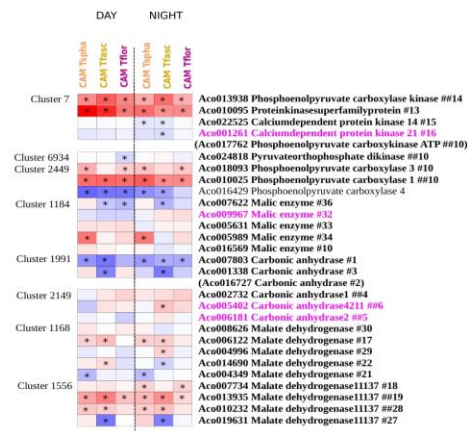 DAY NIGHT
CAM Tspha CAM Tfasc CAM Tflor CAM Tspha CAM Tfasc CAM Tflor
Cluster 7 * * * * * * Aco013938 Phosphoenolpyruvate carboxylase kinase ##14
* * * * * * Aco010095 Proteinkinasesuperfamilyprotein #13
* * Aco022525 Calciumdependent protein kinase 14 #15
* Aco001261 Calciumdependent protein kinase 21 #16
(Aco017762 Phosphoenolpyruvate carboxykinase ATP ##10)
Cluster 6934 * Aco024818 Pyruvateorthophosphate dikinase ##10
Cluster 2449 * * * * Aco018093 Phosphoenolpyruvate carboxylase 3 #10
* * * * * * Aco010025 Phosphoenolpyruvate carboxylase 1 ##10
* * * * * Aco016429 Phosphoenolpyruvate carboxylase 4
Cluster 1184 * * * Aco007622 Malic enzyme #36
Aco009967 Malic enzyme #32
Aco005631 Malic enzyme #33
* * Aco005989 Malic enzyme #34
Aco016569 Malic enzyme #10
Cluster 1991 * * * * * Aco007803 Carbonic anhydrase #1
* * Aco001338 Carbonic anhydrase #3
(Aco016727 Carbonic anhydrase #2)
Cluster 2149 Aco002732 Carbonic anhydrase1 ##4
* Aco005402 Carbonic anhydrase4211 ##6
Aco006181 Carbonic anhydrase2 ##5
Cluster 1168 Aco008626 Malate dehydrogenase #30
* * * * Aco006122 Malate dehydrogenase #17
* Aco004996 Malate dehydrogenase #29
* * Aco014690 Malate dehydrogenase #22
* * Aco004349 Malate dehydrogenase #21
Cluster 1556 * * Aco007734 Malate dehydrogenase11137 #18
* * * * * * Aco013935 Malate dehydrogenase11137 ##19
* * * * Aco010232 Malate dehydrogenase11137 ##28
* * Aco019631 Malate dehydrogenase11137 #27